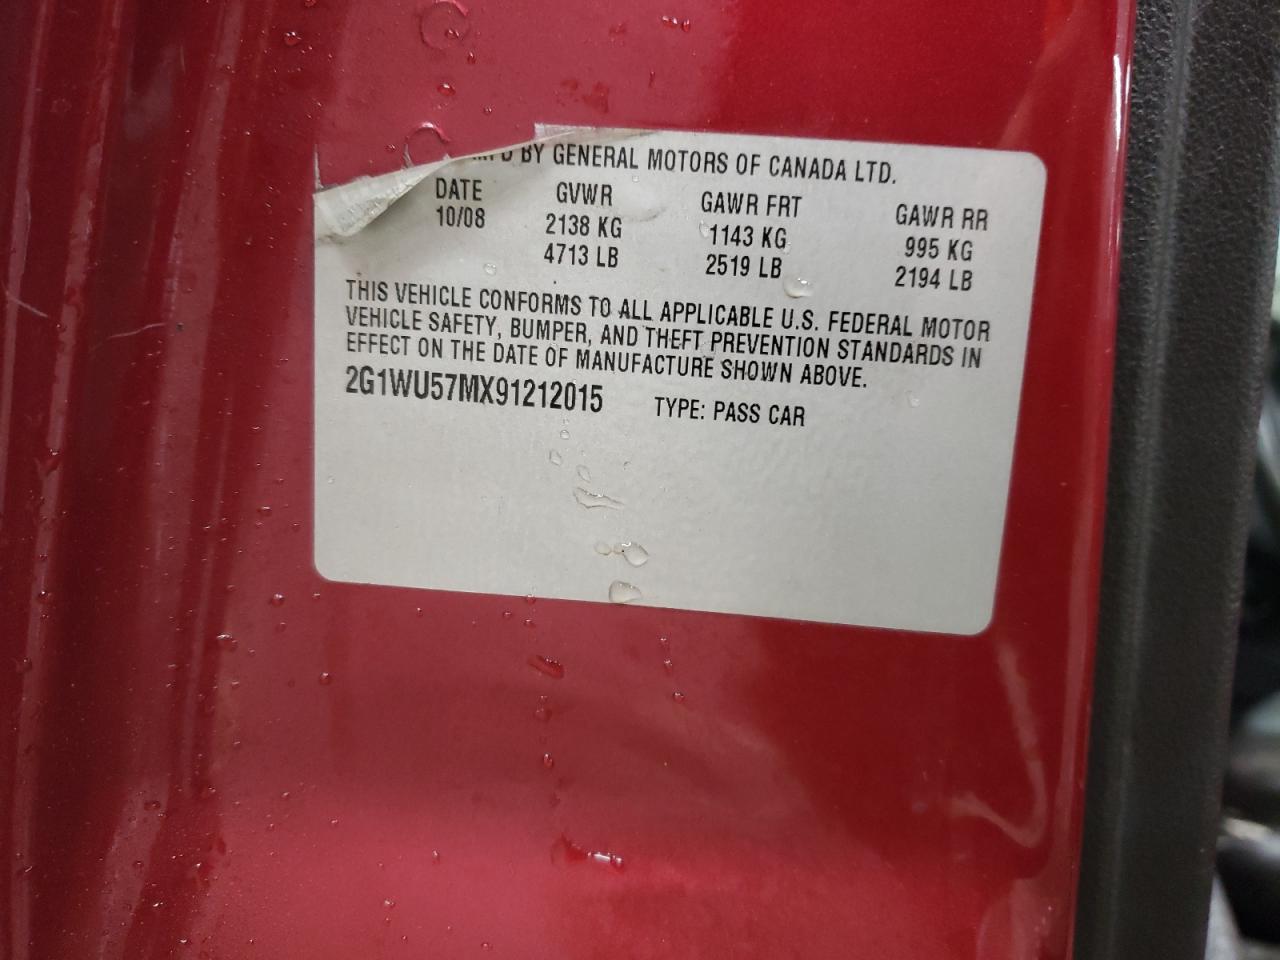 MFD BY GENERAL MOTORS OF CANADA LTD.
DATE GVWR GAWR FRT GAWR RR
10/08 2138 KG 1143 KG 995 KG
4713 LB 2519 LB 2194 LB
THIS VEHICLE CONFORMS TO ALL APPLICABLE U.S. FEDERAL MOTOR
VEHICLE SAFETY, BUMPER, AND THEFT PREVENTION STANDARDS IN
EFFECT ON THE DATE OF MANUFACTURE SHOWN ABOVE.
2G1WU57MX91212015 TYPE: PASS CAR